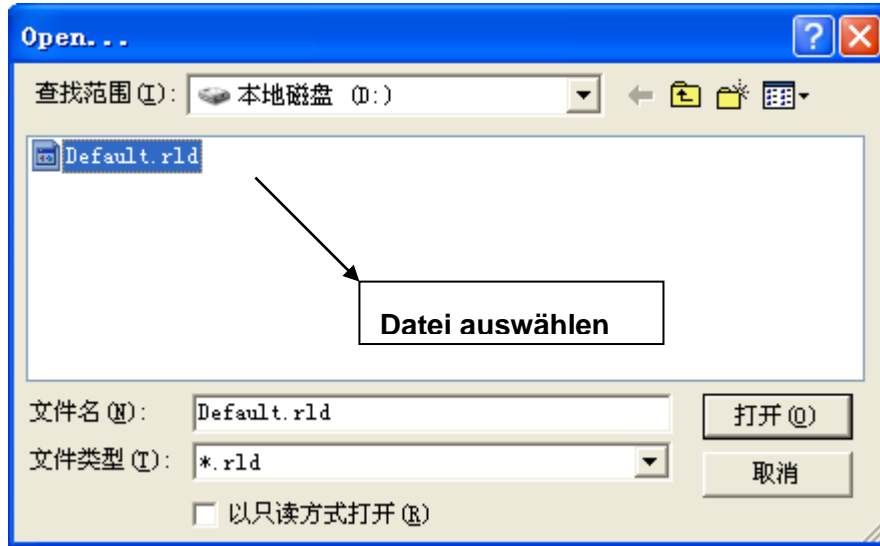 Open...
查找范围(I): 本地磁盘 (D:)
Default.rld
Datei auswählen
文件名(N): Default.rld 打开(O)
文件类型(T): *.rld 取消
以只读方式打开(R)